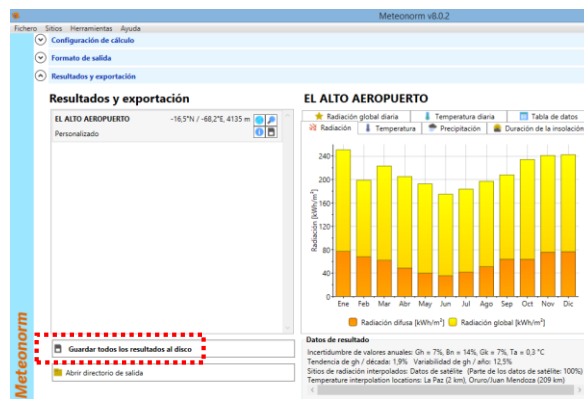 Meteonorm v8.0.2
Fichero Sitios Herramientas Ayuda
Configuración de cálculo
Formato de salida
Resultados y exportación
Resultados y exportación
EL ALTO AEROPUERTO -16,5°N / -68,2°E, 4135 m
Personalizado
Guardar todos los resultados al disco
Abrir directorio de salida
Meteonorm
EL ALTO AEROPUERTO
Radiación global diaria Temperatura diaria Tabla de datos
Radiación Temperatura Precipitación Duración de la insolación
Radiación [kWh/m²]
240
200
160
120
80
40
0
Ene Feb Mar Abr May Jun Jul Ago Sep Oct Nov Dic
Radiación difusa [kWh/m²] Radiación global [kWh/m²]
Datos de resultado
Incertidumbre de valores anuales: Gh = 7%, Bn = 14%, Gk = 7%, Ta = 0,3 °C
Tendencia de gh / década: 1,9% Variabilidad de gh / año: 12,5%
Sitios de radiación interpolados: Datos de satélite (Parte de los datos de satélite: 100%)
Temperature interpolation locations: La Paz (2 km), Oruro/Juan Mendoza (209 km)